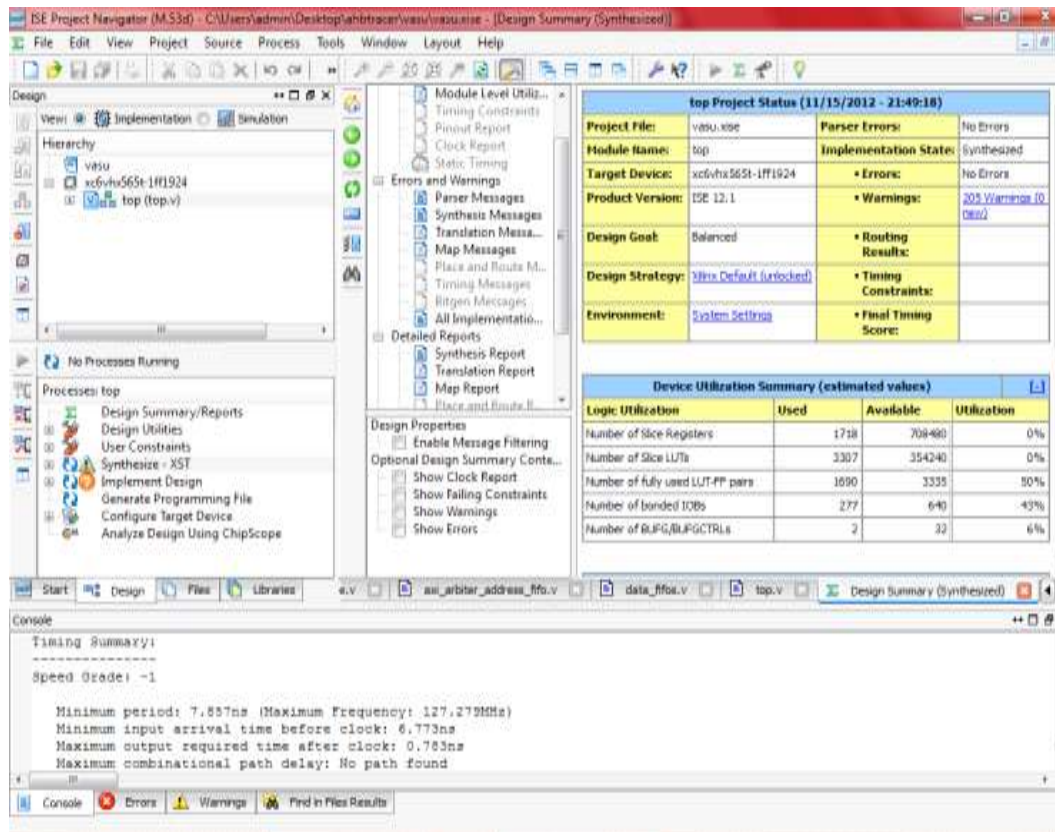 ISE Project Navigator (M.53d) - C:\Users\admin\Desktop\ahbtracer\vasu\vasu.xise - [Design Summary (Synthesized)]
File Edit View Project Source Process Tools Window Layout Help
Design
View: Implementation Simulation
Hierarchy
vasu
xc6vhx565t-1ff1924
top (top.v)
No Processes Running
Processes: top
Design Summary/Reports
Design Utilities
User Constraints
Synthesize - XST
Implement Design
Generate Programming File
Configure Target Device
Analyze Design Using ChipScope
Start Design Files Libraries
Module Level Utiliz...
Timing Constraints
Pinout Report
Clock Report
Static Timing
Errors and Warnings
Parser Messages
Synthesis Messages
Translation Messa...
Map Messages
Place and Route M...
Timing Messages
Bitgen Messages
All Implementatio...
Detailed Reports
Synthesis Report
Translation Report
Map Report
Place and Route R...
Design Properties
Enable Message Filtering
Optional Design Summary Conte...
Show Clock Report
Show Failing Constraints
Show Warnings
Show Errors
top Project Status (11/15/2012 - 21:49:18)
Project File: vasu.xise Parser Errors: No Errors
Module Name: top Implementation State: Synthesized
Target Device: xc6vhx565t-1ff1924 • Errors: No Errors
Product Version: ISE 12.1 • Warnings: 205 Warnings (0 new)
Design Goal: Balanced • Routing Results:
Design Strategy: Xilinx Default (unlocked) • Timing Constraints:
Environment: System Settings • Final Timing Score:
Device Utilization Summary (estimated values) [-]
Logic Utilization Used Available Utilization
Number of Slice Registers 1718 708480 0%
Number of Slice LUTs 3307 354240 0%
Number of fully used LUT-FF pairs 1690 3335 50%
Number of bonded IOBs 277 640 43%
Number of BUFG/BUFGCTRLs 2 32 6%
e.v axi_arbiter_address_fifo.v data_fifos.v top.v Design Summary (Synthesized)
Console
Timing Summary:
---------------
Speed Grade: -1
Minimum period: 7.857ns (Maximum Frequency: 127.279MHz)
Minimum input arrival time before clock: 6.773ns
Maximum output required time after clock: 0.783ns
Maximum combinational path delay: No path found
Console Errors Warnings Find in Files Results